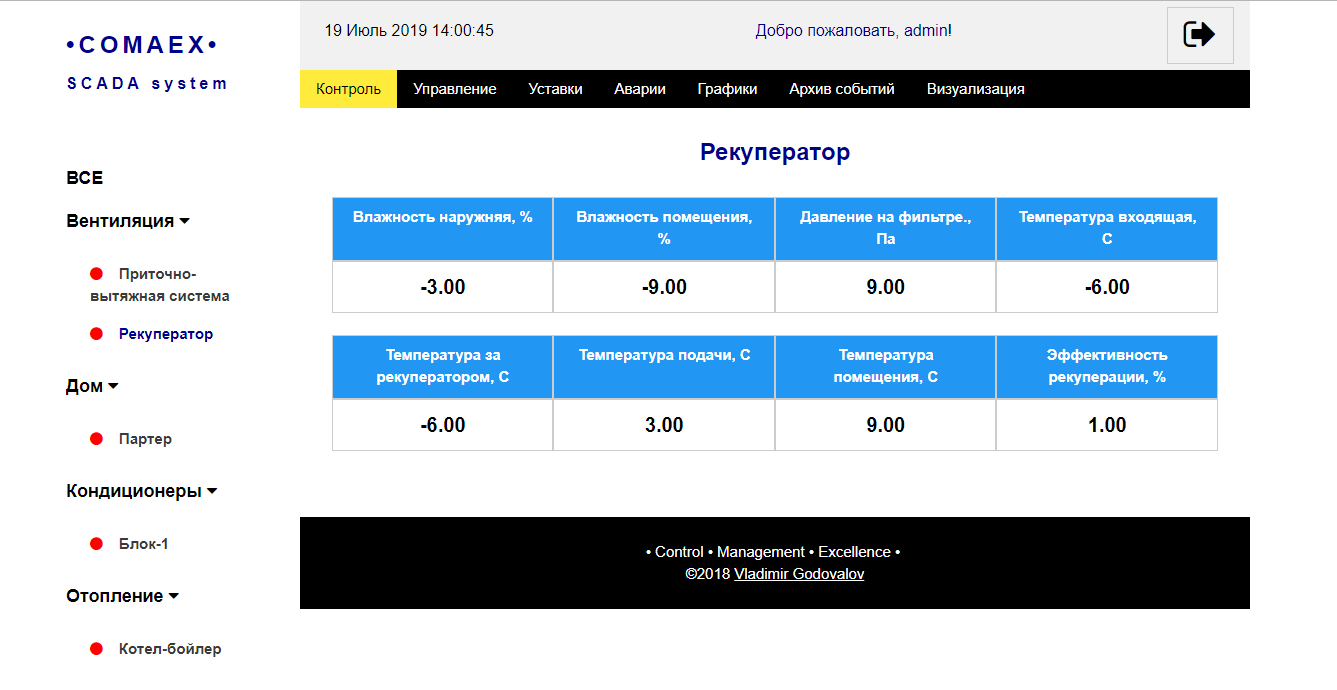 •COMAEX•
SCADA system
ВСЕ
Вентиляция
Приточно-
вытяжная система
Рекуператор
Дом
Партер
Кондиционеры
Блок-1
Отопление
Котел-бойлер
19 Июль 2019 14:00:45
Добро пожаловать, admin!
Контроль Управление Уставки Аварии Графики Архив событий Визуализация
Рекуператор
Влажность наружняя, %
Влажность помещения,
%
Давление на фильтре.,
Па
Температура входящая,
С
-3.00 -9.00 9.00 -6.00
Температура за
рекуператором, С
Температура подачи, С
Температура
помещения, С
Эффективность
рекуперации, %
-6.00 3.00 9.00 1.00
• Control • Management • Excellence •
©2018 Vladimir Godovalov